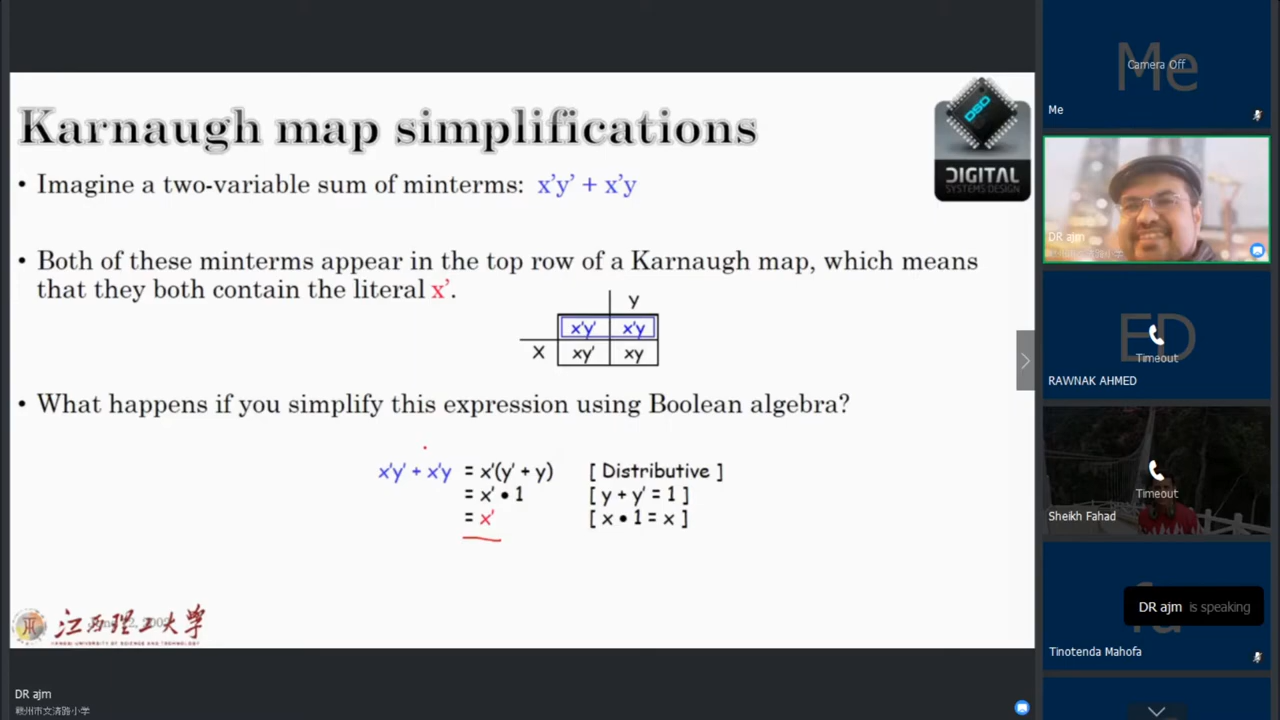 Karnaugh map simplifications
DSD
DIGITAL
SYSTEMS DESIGN
• Imagine a two-variable sum of minterms: x’y’ + x’y
• Both of these minterms appear in the top row of a Karnaugh map, which means
that they both contain the literal x’.
y
x’y’ x’y
x xy’ xy
• What happens if you simplify this expression using Boolean algebra?
x’y’ + x’y = x’(y’ + y) [ Distributive ]
= x’ • 1 [ y + y’ = 1 ]
= x’ [ x • 1 = x ]
江西理工大学
DR ajm
赣州市文清路小学
Me
Camera Off
Me
DR ajm
ED
Timeout
RAWNAK AHMED
Timeout
Sheikh Fahad
DR ajm is speaking
Tinotenda Mahofa